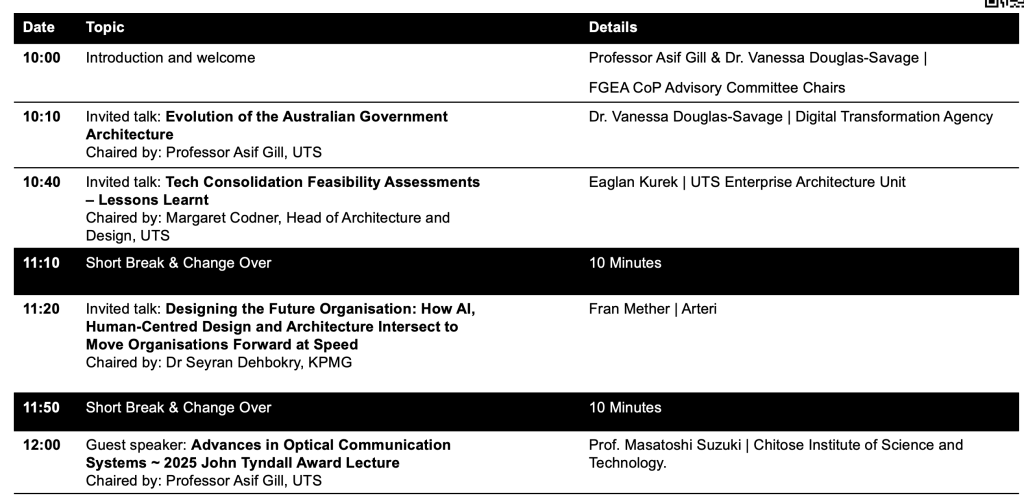 Date Topic Details
10:00 Introduction and welcome Professor Asif Gill & Dr. Vanessa Douglas-Savage |
FGEA CoP Advisory Committee Chairs
10:10 Invited talk: Evolution of the Australian Government Dr. Vanessa Douglas-Savage | Digital Transformation Agency
Architecture
Chaired by: Professor Asif Gill, UTS
10:40 Invited talk: Tech Consolidation Feasibility Assessments Eaglan Kurek | UTS Enterprise Architecture Unit
– Lessons Learnt
Chaired by: Margaret Codner, Head of Architecture and
Design, UTS
11:10 Short Break & Change Over 10 Minutes
11:20 Invited talk: Designing the Future Organisation: How AI, Fran Mether | Arteri
Human-Centred Design and Architecture Intersect to
Move Organisations Forward at Speed
Chaired by: Dr Seyran Dehbokry, KPMG
11:50 Short Break & Change Over 10 Minutes
12:00 Guest speaker: Advances in Optical Communication Prof. Masatoshi Suzuki | Chitose Institute of Science and
Systems ~ 2025 John Tyndall Award Lecture Technology.
Chaired by: Professor Asif Gill, UTS